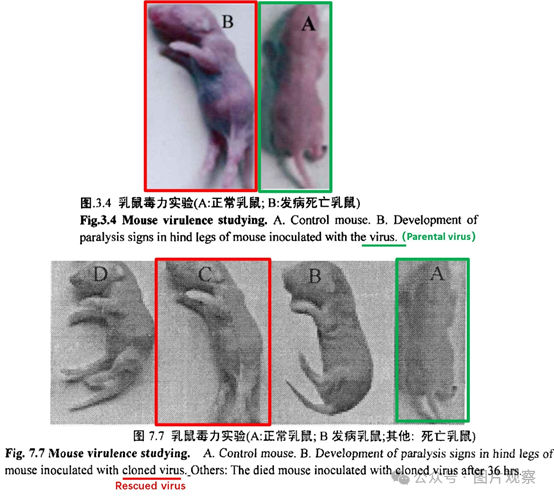 B A
图.3.4 乳鼠毒力实验(A:正常乳鼠; B:发病死亡乳鼠)
Fig.3.4 Mouse virulence studying. A. Control mouse. B. Development of
paralysis signs in hind legs of mouse inoculated with the virus. (Parental virus)
D C B A
图 7.7 乳鼠毒力实验(A:正常乳鼠; B 发病乳鼠;其他: 死亡乳鼠)
Fig. 7.7 Mouse virulence studying. A. Control mouse. B. Development of paralysis signs in hind legs of
mouse inoculated with cloned virus. Others: The died mouse inoculated with cloned virus after 36 hrs.
Rescued virus
公众号 · 图片观察